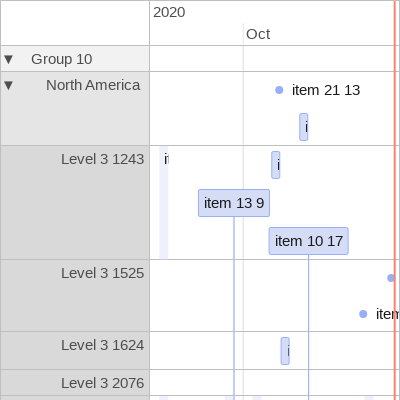 2020
Oct
▼ Group 10
▼ North America
item 21 13
i
Level 3 1243
i
item 13 9
item 10 17
Level 3 1525
item
Level 3 1624
i
Level 3 2076